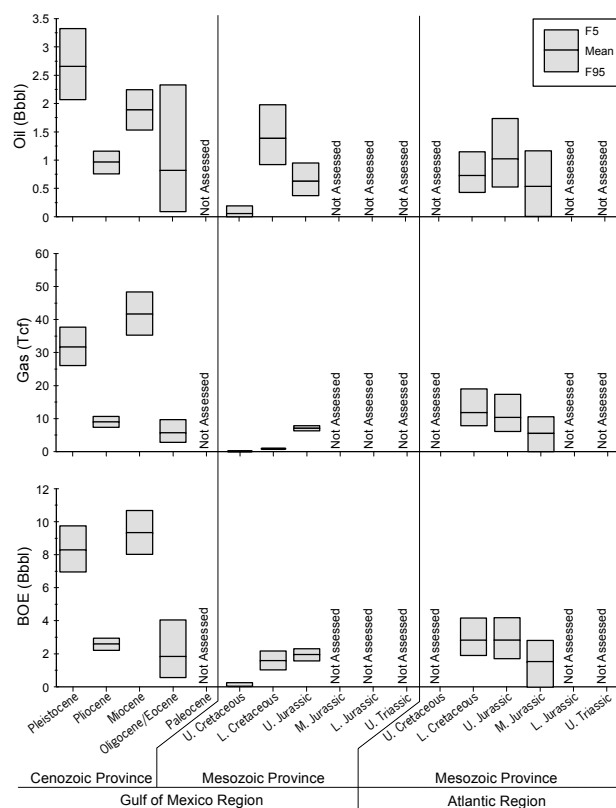 F5
Mean
F95
Oil (Bbbl)
3.5
3
2.5
2
1.5
1
0.5
0
Not Assessed
Not Assessed
Not Assessed
Not Assessed
Not Assessed
Not Assessed
Not Assessed
Gas (Tcf)
60
50
40
30
20
10
0
Not Assessed
Not Assessed
Not Assessed
Not Assessed
Not Assessed
Not Assessed
Not Assessed
BOE (Bbbl)
12
10
8
6
4
2
0
Not Assessed
Not Assessed
Not Assessed
Not Assessed
Not Assessed
Not Assessed
Not Assessed
Pleistocene
Pliocene
Miocene
Oligocene/Eocene
Paleocene
U. Cretaceous
L. Cretaceous
U. Jurassic
M. Jurassic
L. Jurassic
U. Triassic
U. Cretaceous
L. Cretaceous
U. Jurassic
M. Jurassic
L. Jurassic
U. Triassic
Cenozoic Province
Mesozoic Province
Mesozoic Province
Gulf of Mexico Region
Atlantic Region